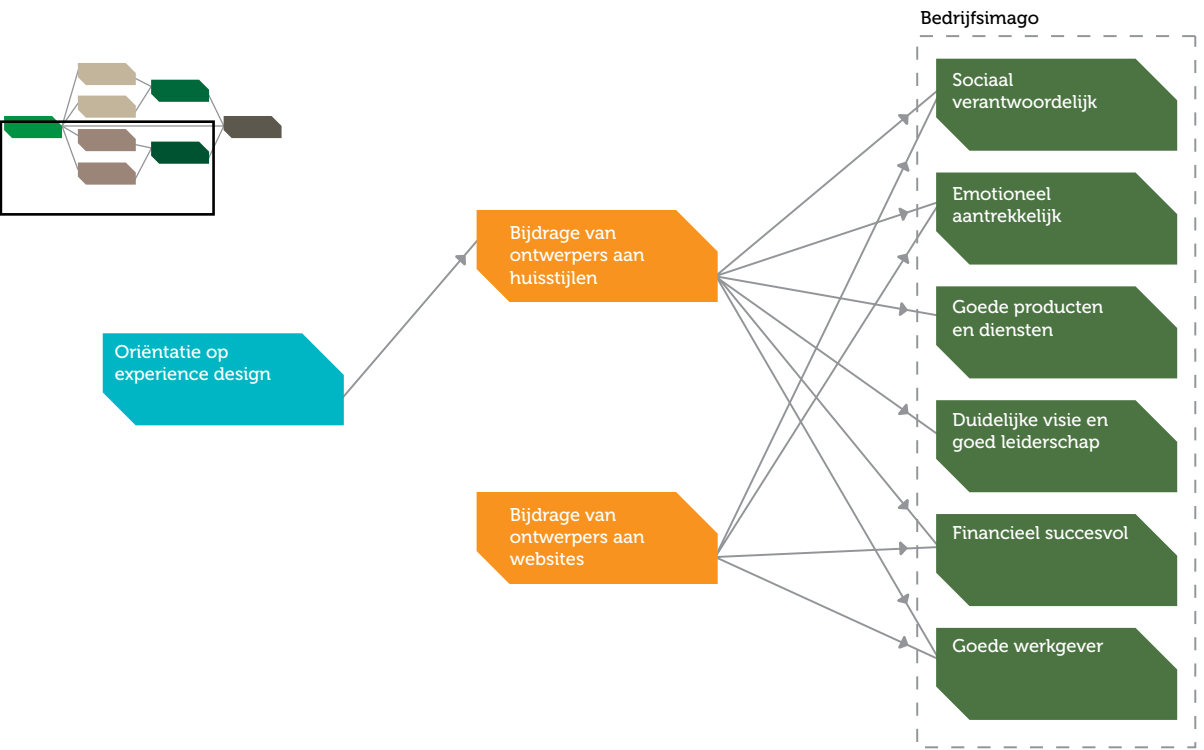 Bedrijfsimago
Sociaal
verantwoordelijk
Emotioneel
aantrekkelijk
Bijdrage van
ontwerpers aan
huisstijlen
Goede producten
en diensten
Oriëntatie op
experience design
Duidelijke visie en
goed leiderschap
Bijdrage van
ontwerpers aan
websites
Financieel succesvol
Goede werkgever